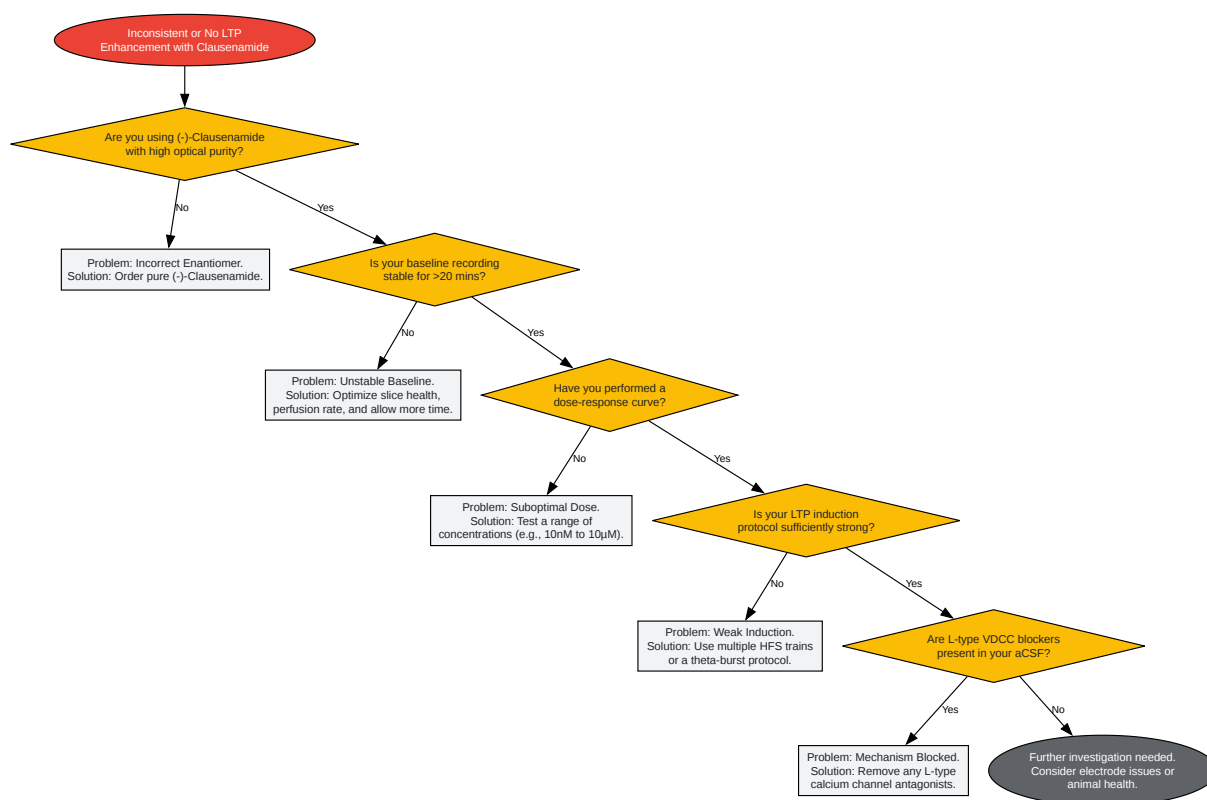 Inconsistent or No LTP
Enhancement with Clausenamide
Are you using (-)-Clausenamide
with high optical purity?
No
Yes
Problem: Incorrect Enantiomer.
Solution: Order pure (-)-Clausenamide.
Is your baseline recording
stable for >20 mins?
No
Yes
Problem: Unstable Baseline.
Solution: Optimize slice health,
perfusion rate, and allow more time.
Have you performed a
dose-response curve?
No
Yes
Problem: Suboptimal Dose.
Solution: Test a range of
concentrations (e.g., 10nM to 10µM).
Is your LTP induction
protocol sufficiently strong?
No
Yes
Problem: Weak Induction.
Solution: Use multiple HFS trains
or a theta-burst protocol.
Are L-type VDCC blockers
present in your aCSF?
Yes
No
Problem: Mechanism Blocked.
Solution: Remove any L-type
calcium channel antagonists.
Further investigation needed.
Consider electrode issues or
animal health.